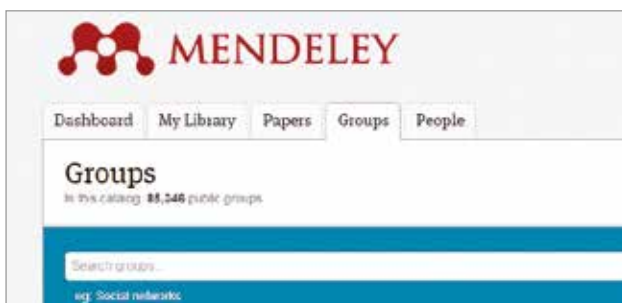 MENDELEY
Dashboard My Library Papers Groups People
Groups
In this catalog: 85,346 public groups
Search groups...
eg: Social networks